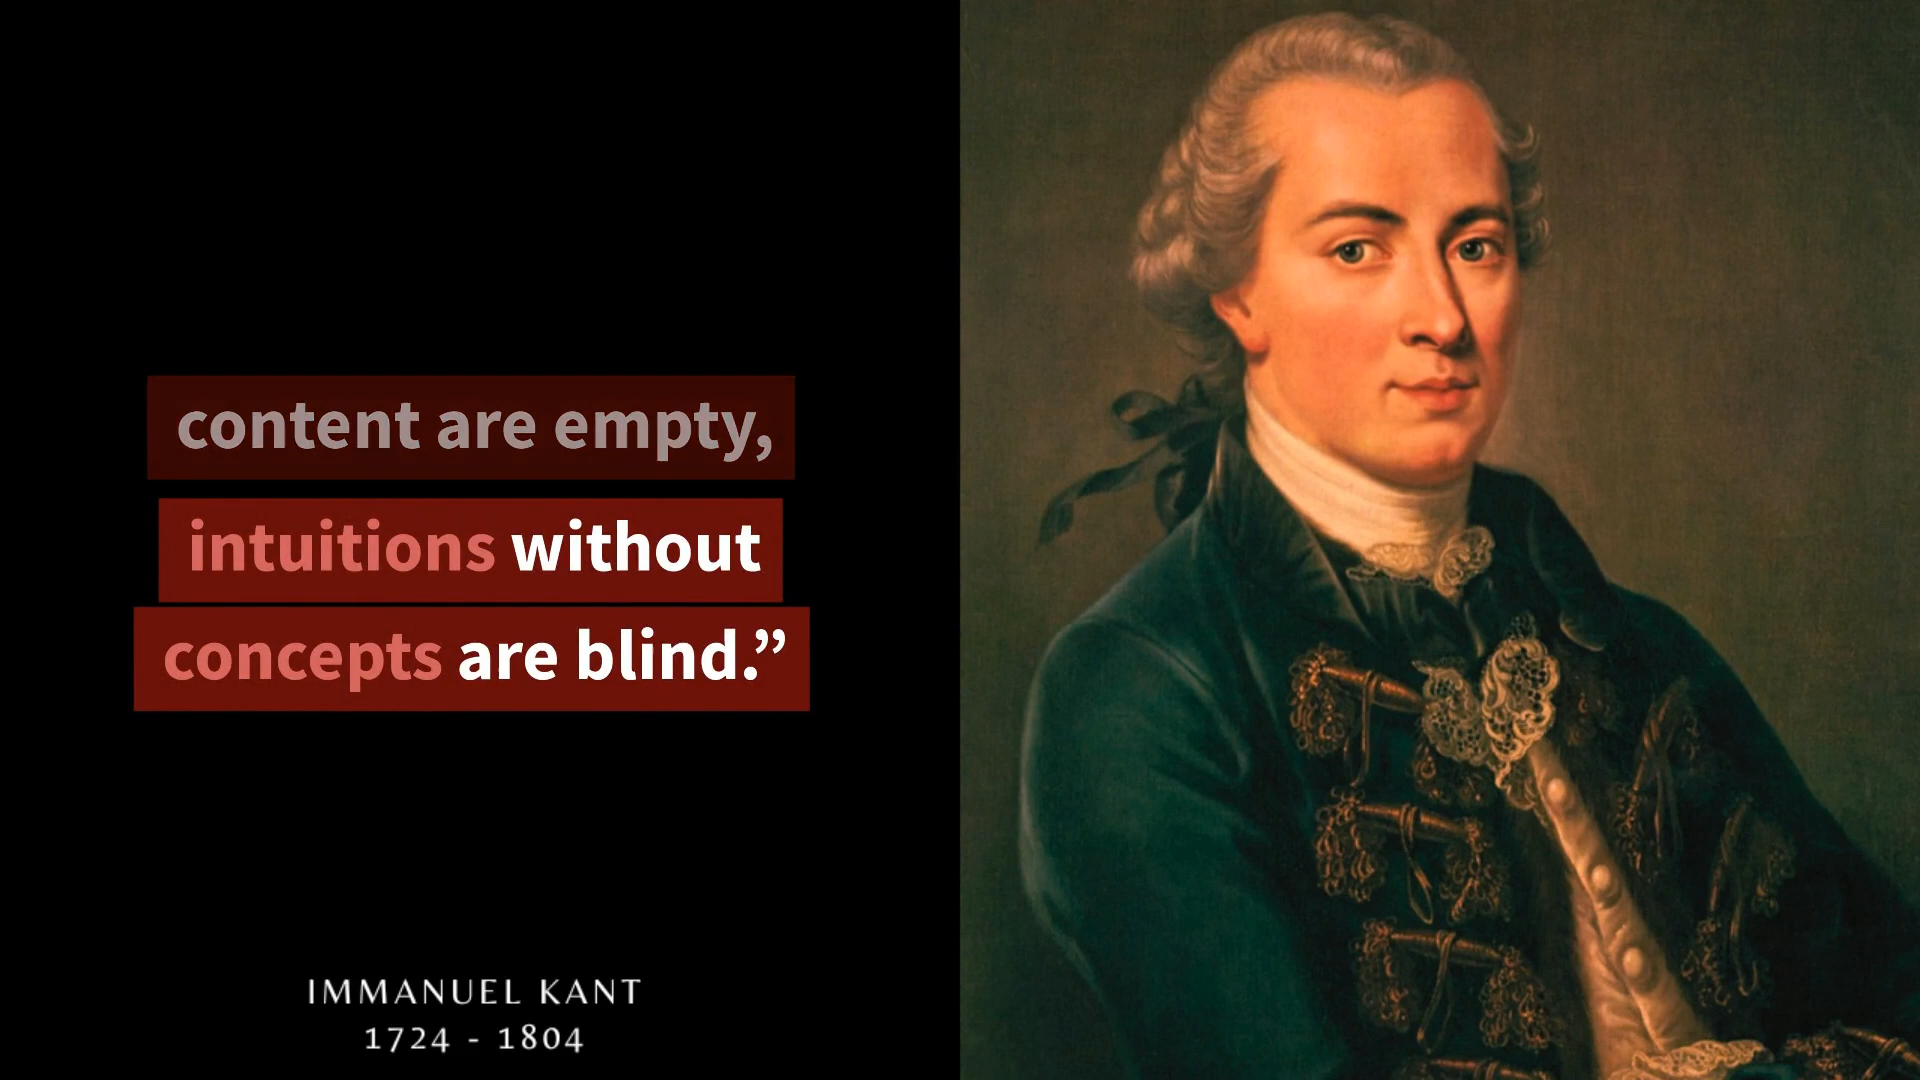 content are empty,
intuitions without
concepts are blind.”
IMMANUEL KANT
1724 - 1804